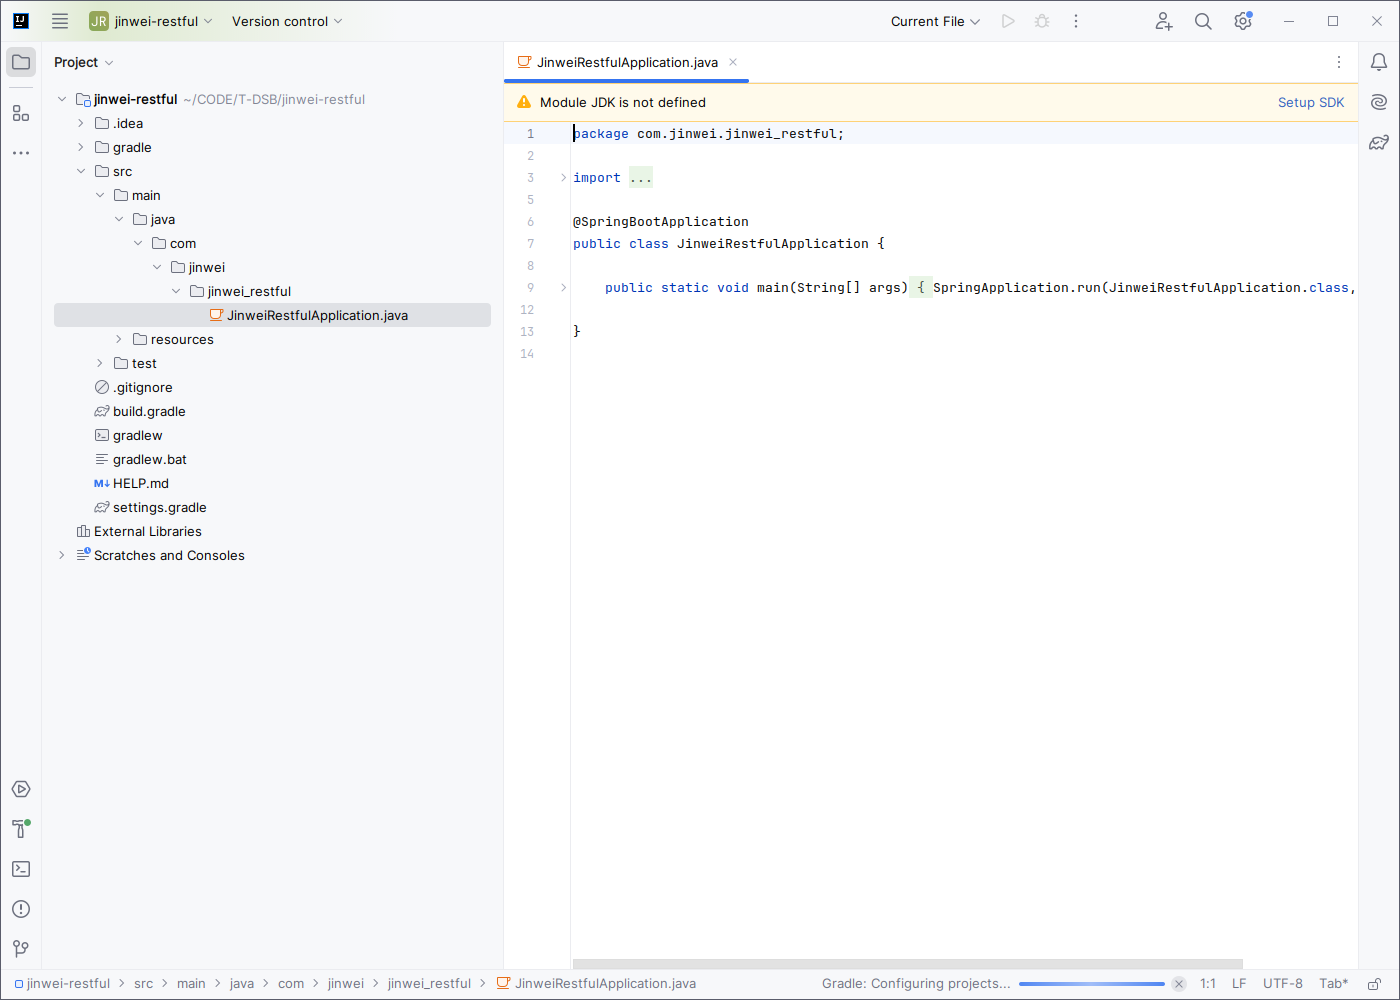 JR jinwei-restful
Version control
Current File
Project
jinwei-restful ~/CODE/T-DSB/jinwei-restful
.idea
gradle
src
main
java
com
jinwei
jinwei_restful
JinweiRestfulApplication.java
resources
test
.gitignore
build.gradle
gradlew
gradlew.bat
M↓ HELP.md
settings.gradle
External Libraries
Scratches and Consoles
JinweiRestfulApplication.java
Module JDK is not defined
Setup SDK
1 package com.jinwei.jinwei_restful;
2
3 import ...
5
6 @SpringBootApplication
7 public class JinweiRestfulApplication {
8
9 public static void main(String[] args) { SpringApplication.run(JinweiRestfulApplication.class,
12
13 }
14
jinwei-restful > src > main > java > com > jinwei > jinwei_restful > JinweiRestfulApplication.java
Gradle: Configuring projects...
1:1 LF UTF-8 Tab*